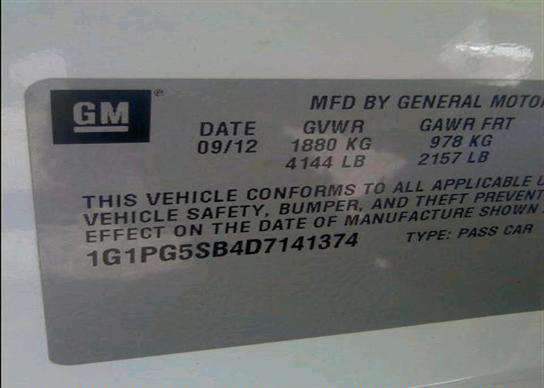 GM®
MFD BY GENERAL MOTOR
DATE GVWR GAWR FRT
09/12 1880 KG 978 KG
4144 LB 2157 LB
THIS VEHICLE CONFORMS TO ALL APPLICABLE U
VEHICLE SAFETY, BUMPER, AND THEFT PREVENT
EFFECT ON THE DATE OF MANUFACTURE SHOWN
1G1PG5SB4D7141374 TYPE: PASS CAR